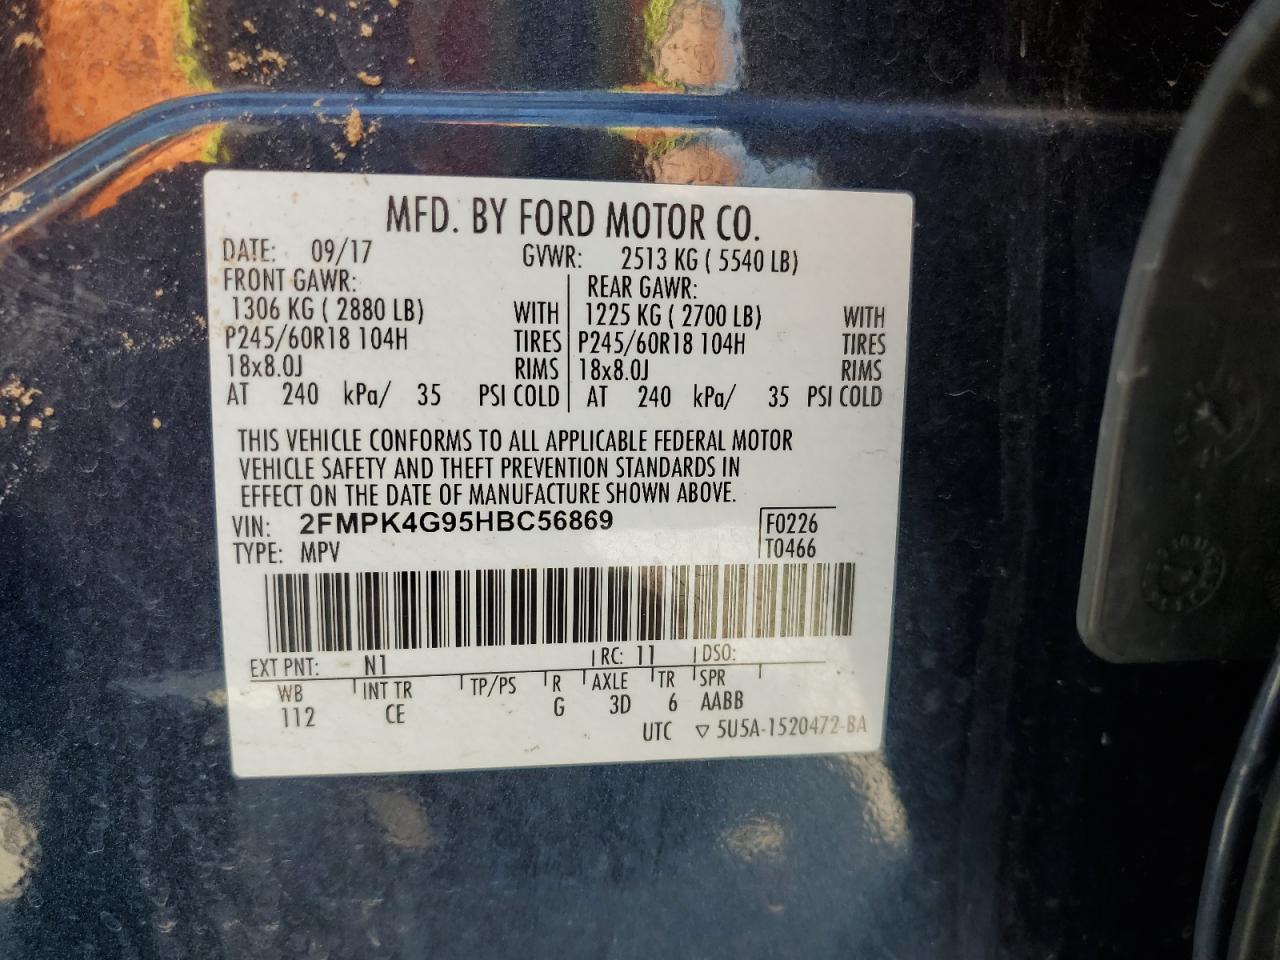 MFD. BY FORD MOTOR CO.
DATE: 09/17 GVWR: 2513 KG ( 5540 LB)
FRONT GAWR: REAR GAWR:
1306 KG ( 2880 LB) WITH 1225 KG ( 2700 LB) WITH
P245/60R18 104H TIRES P245/60R18 104H TIRES
18x8.0J RIMS 18x8.0J RIMS
AT 240 kPa/ 35 PSI COLD AT 240 kPa/ 35 PSI COLD
THIS VEHICLE CONFORMS TO ALL APPLICABLE FEDERAL MOTOR
VEHICLE SAFETY AND THEFT PREVENTION STANDARDS IN
EFFECT ON THE DATE OF MANUFACTURE SHOWN ABOVE.
VIN: 2FMPK4G95HBC56869 F0226
TYPE: MPV T0466
EXT PNT: N1 RC: 11 DSO:
WB INT TR TP/PS R AXLE TR SPR
112 CE G 3D 6 AABB
UTC ▽ 5U5A-1520472-BA